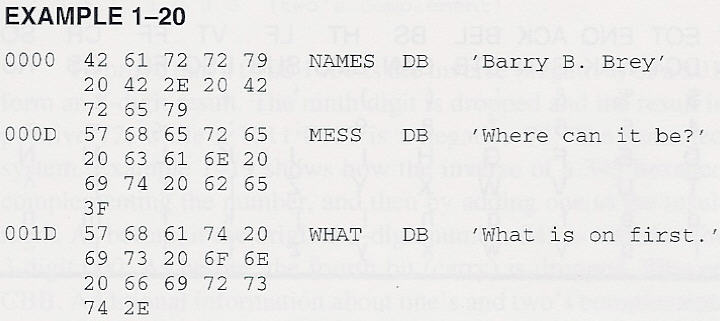 EXAMPLE 1–20
0000 42 61 72 72 79 NAMES DB 'Barry B. Brey'
20 42 2E 20 42
72 65 79
000D 57 68 65 72 65 MESS DB 'Where can it be?'
20 63 61 6E 20
69 74 20 62 65
3F
001D 57 68 61 74 20 WHAT DB 'What is on first.'
69 73 20 6F 6E
20 66 69 72 73
74 2E